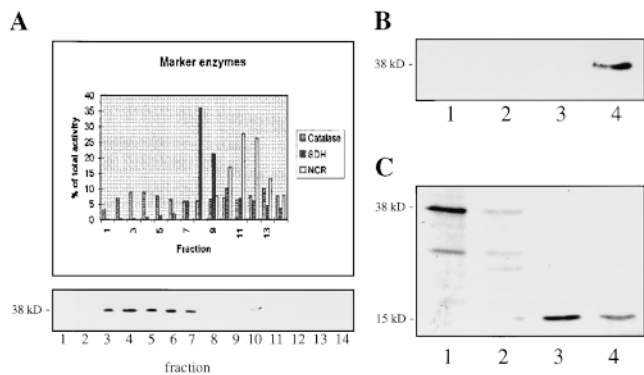 A
Marker enzymes
% of total activity
40
35
30
25
20
15
10
5
0
1 3 5 7 9 11 13
Fraction
Catalase
SDH
NCR
38 kD -
1 2 3 4 5 6 7 8 9 10 11 12 13 14
fraction
B
38 kD -
1 2 3 4
C
38 kD -
15 kD -
1 2 3 4